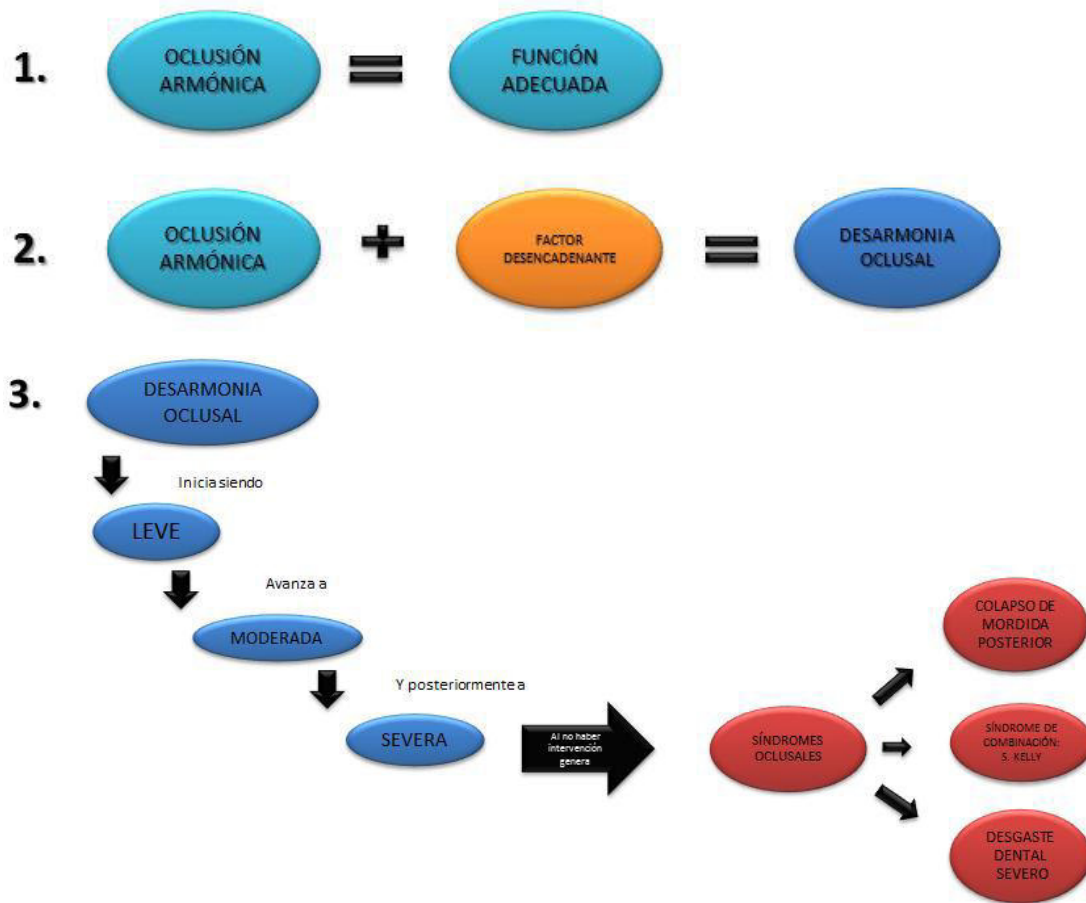 1.
OCLUSIÓN
ARMÓNICA
=
FUNCIÓN
ADECUADA
2.
OCLUSIÓN
ARMÓNICA
+
FACTOR
DESENCADENANTE
=
DESARMONIA
OCLUSAL
3.
DESARMONIA
OCLUSAL
Inicia siendo
LEVE
Avanza a
MODERADA
Y posteriormente a
SEVERA
Al no haber
intervención
genera
SÍNDROMES
OCLUSALES
COLAPSO DE
MORDIDA
POSTERIOR
SÍNDROME DE
COMBINACIÓN:
S. KELLY
DESGASTE
DENTAL
SEVERO